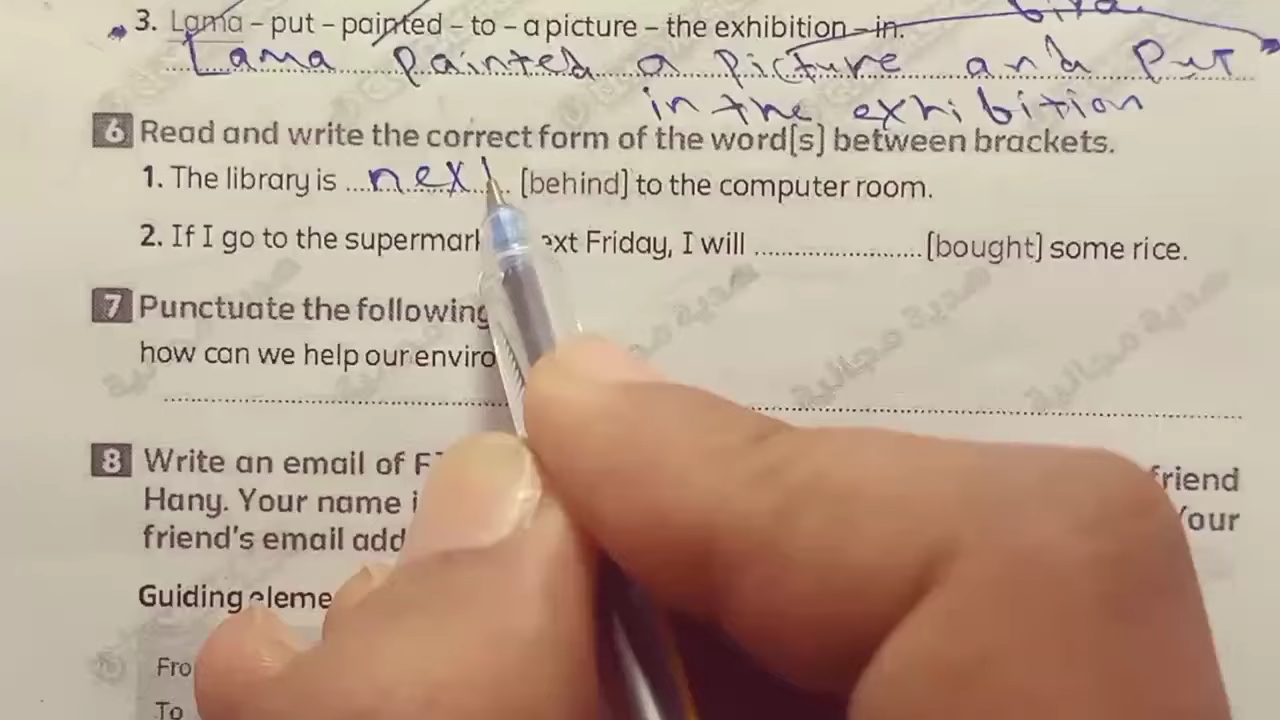 3. Lama – put – painted – to – a picture – the exhibition – in.
Lama painted a picture and put
in the exhibition
6 Read and write the correct form of the word[s] between brackets.
1. The library is ...next... [behind] to the computer room.
2. If I go to the supermark ext Friday, I will ........................ [bought] some rice.
7 Punctuate the following
how can we help our enviro
8 Write an email of friend
Hany. Your name i Your
friend's email add
Guiding eleme
Fro
To